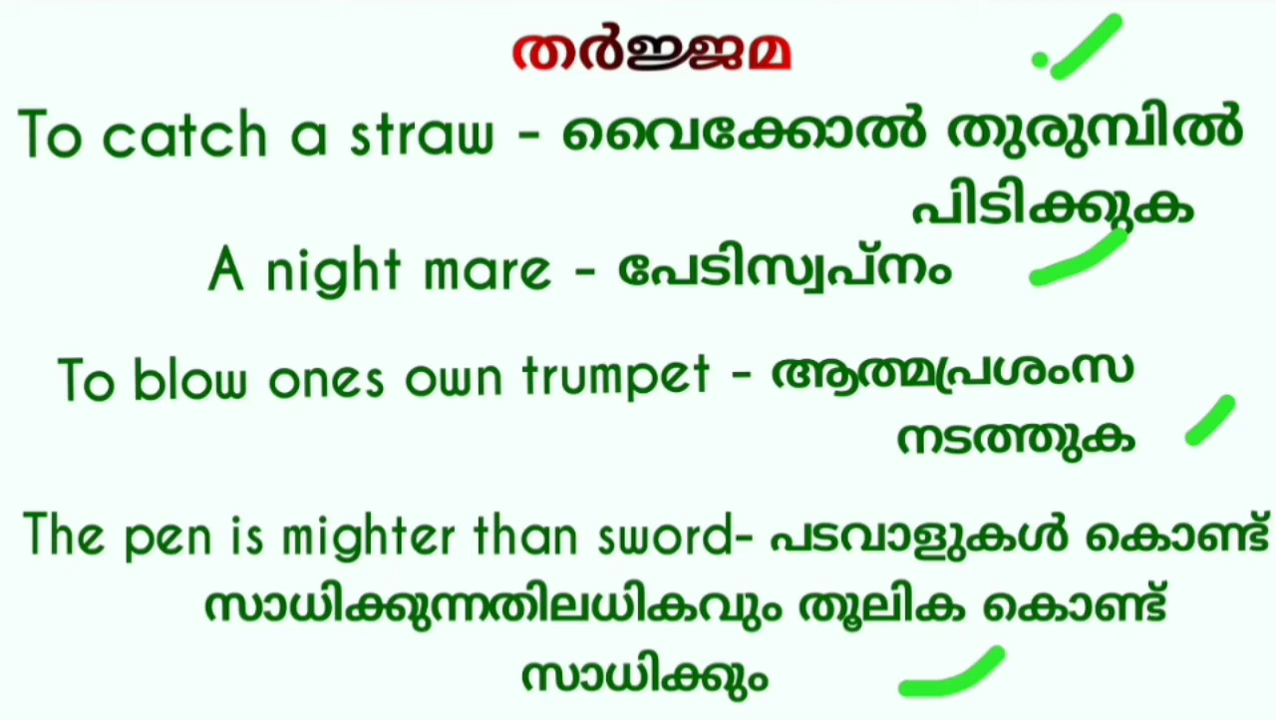 തർജ്ജമ
To catch a straw - വൈക്കോൽ തുരുമ്പിൽ
പിടിക്കുക
A night mare - പേടിസ്വപ്നം
To blow ones own trumpet - ആത്മപ്രശംസ
നടത്തുക
The pen is mighter than sword- പടവാളുകൾ കൊണ്ട്
സാധിക്കുന്നതിലധികവും തൂലിക കൊണ്ട്
സാധിക്കും